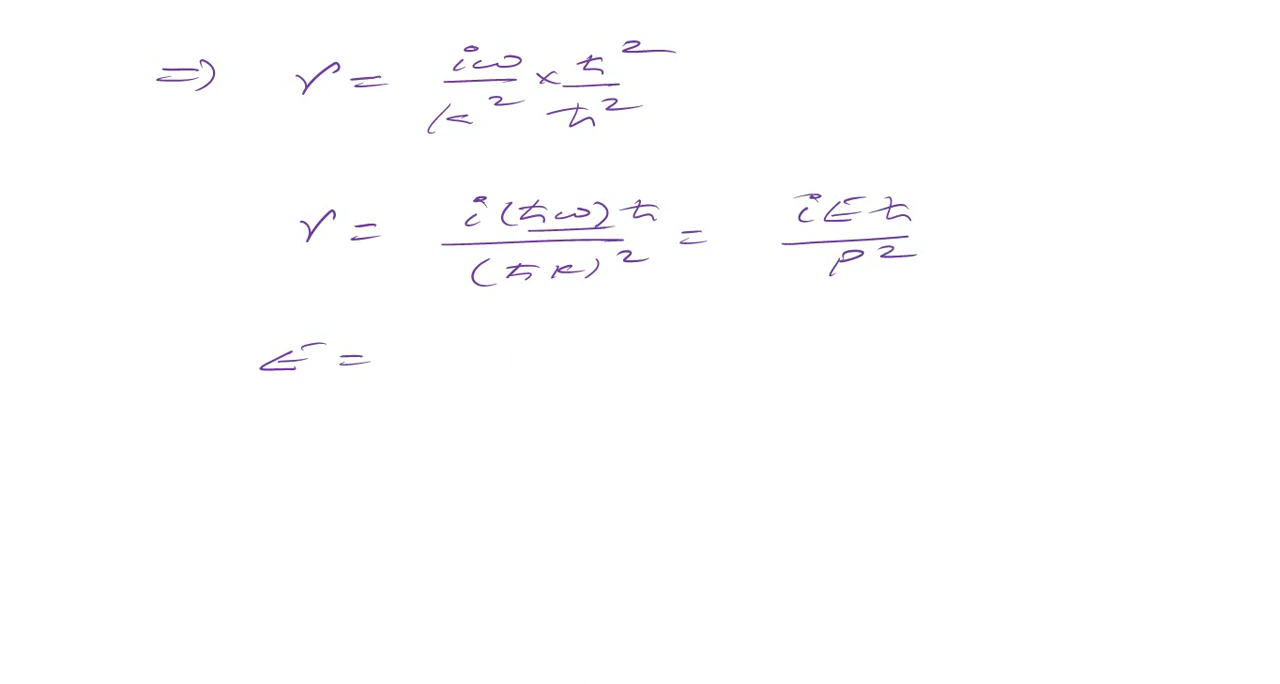 ⇒ γ = iω/k² × ħ²/ħ²
γ = i(ħω)ħ/(ħk)² = iEħ/p²
E =